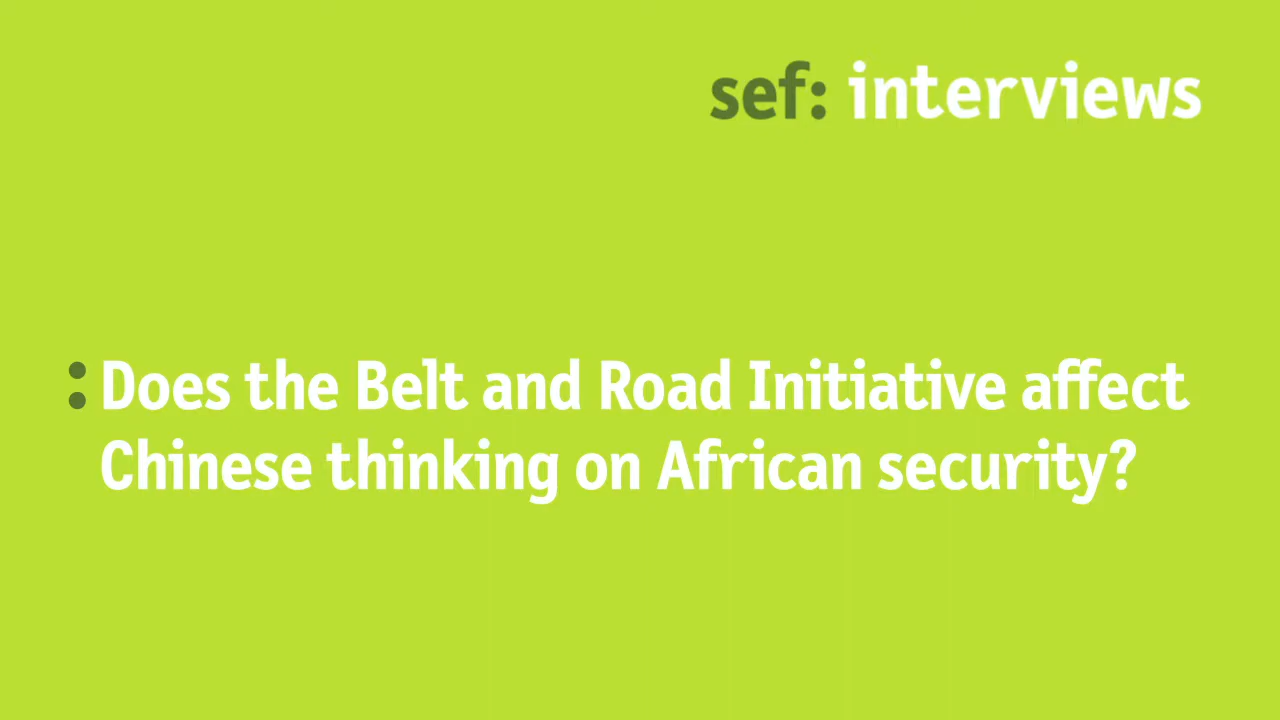 sef: interviews
: Does the Belt and Road Initiative affect
Chinese thinking on African security?